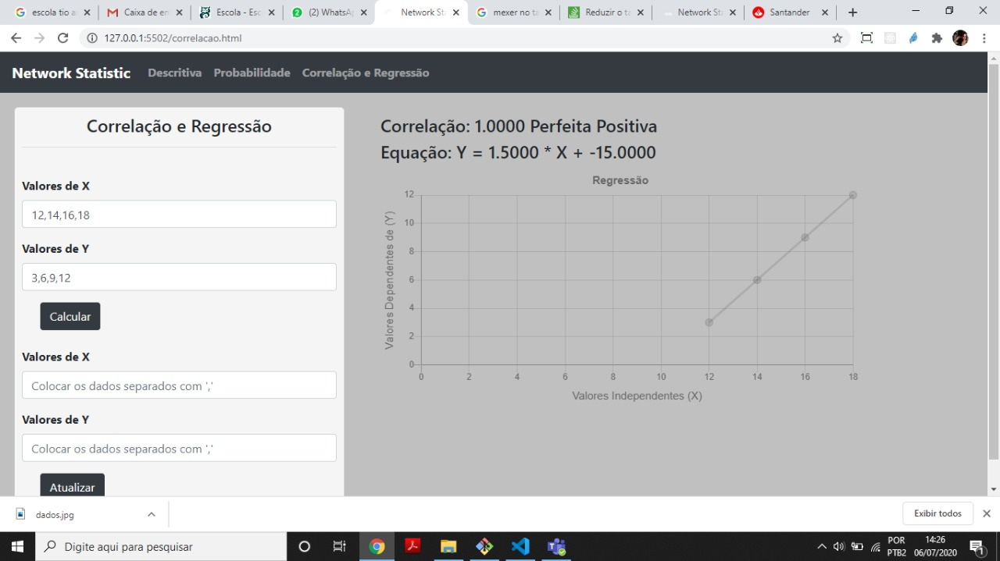 escola tio a
Caixa de en
Escola - Esc
(2) WhatsA
Network St
mexer no ta
Reduzir o ta
Network St
Santander
127.0.0.1:5502/correlacao.html
Network Statistic Descritiva Probabilidade Correlação e Regressão
Correlação e Regressão
Valores de X
12,14,16,18
Valores de Y
3,6,9,12
Calcular
Valores de X
Colocar os dados separados com ','
Valores de Y
Colocar os dados separados com ','
Atualizar
Correlação: 1.0000 Perfeita Positiva
Equação: Y = 1.5000 * X + -15.0000
Regressão
Valores Dependentes de (Y)
12
10
8
6
4
2
0
0 2 4 6 8 10 12 14 16 18
Valores Independentes (X)
dados.jpg
Exibir todos
Digite aqui para pesquisar
POR
PTB2
14:26
06/07/2020
1